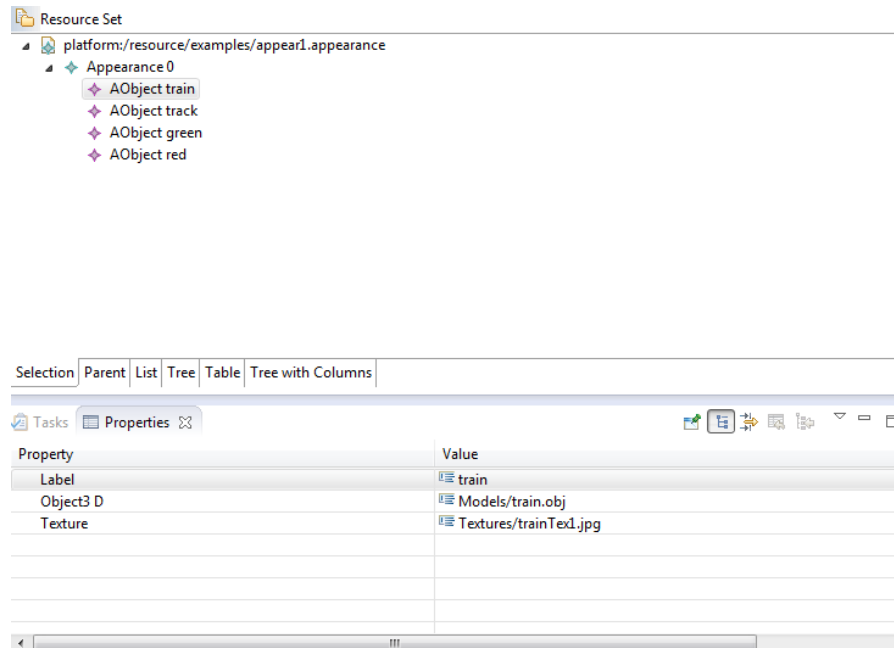 Resource Set
platform:/resource/examples/appear1.appearance
Appearance 0
AObject train
AObject track
AObject green
AObject red
Selection Parent List Tree Table Tree with Columns
Tasks Properties
Property Value
Label train
Object3 D Models/train.obj
Texture Textures/trainTex1.jpg